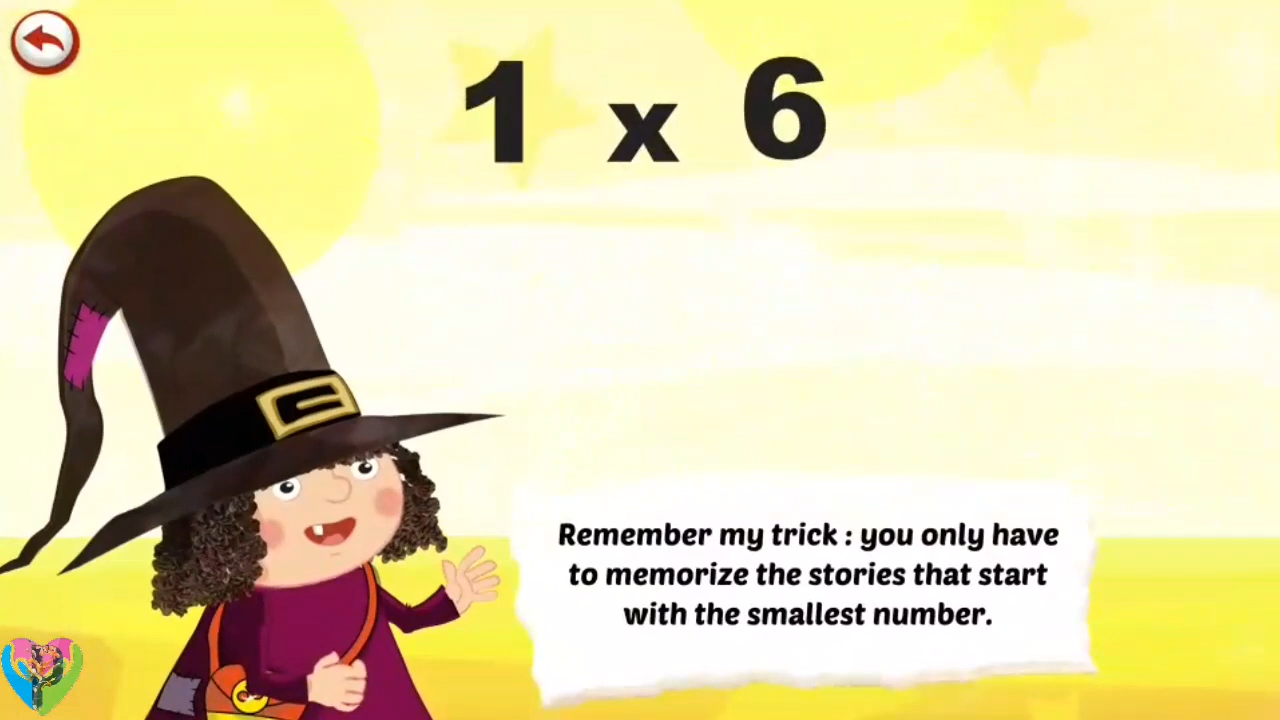 1 x 6
Remember my trick : you only have
to memorize the stories that start
with the smallest number.